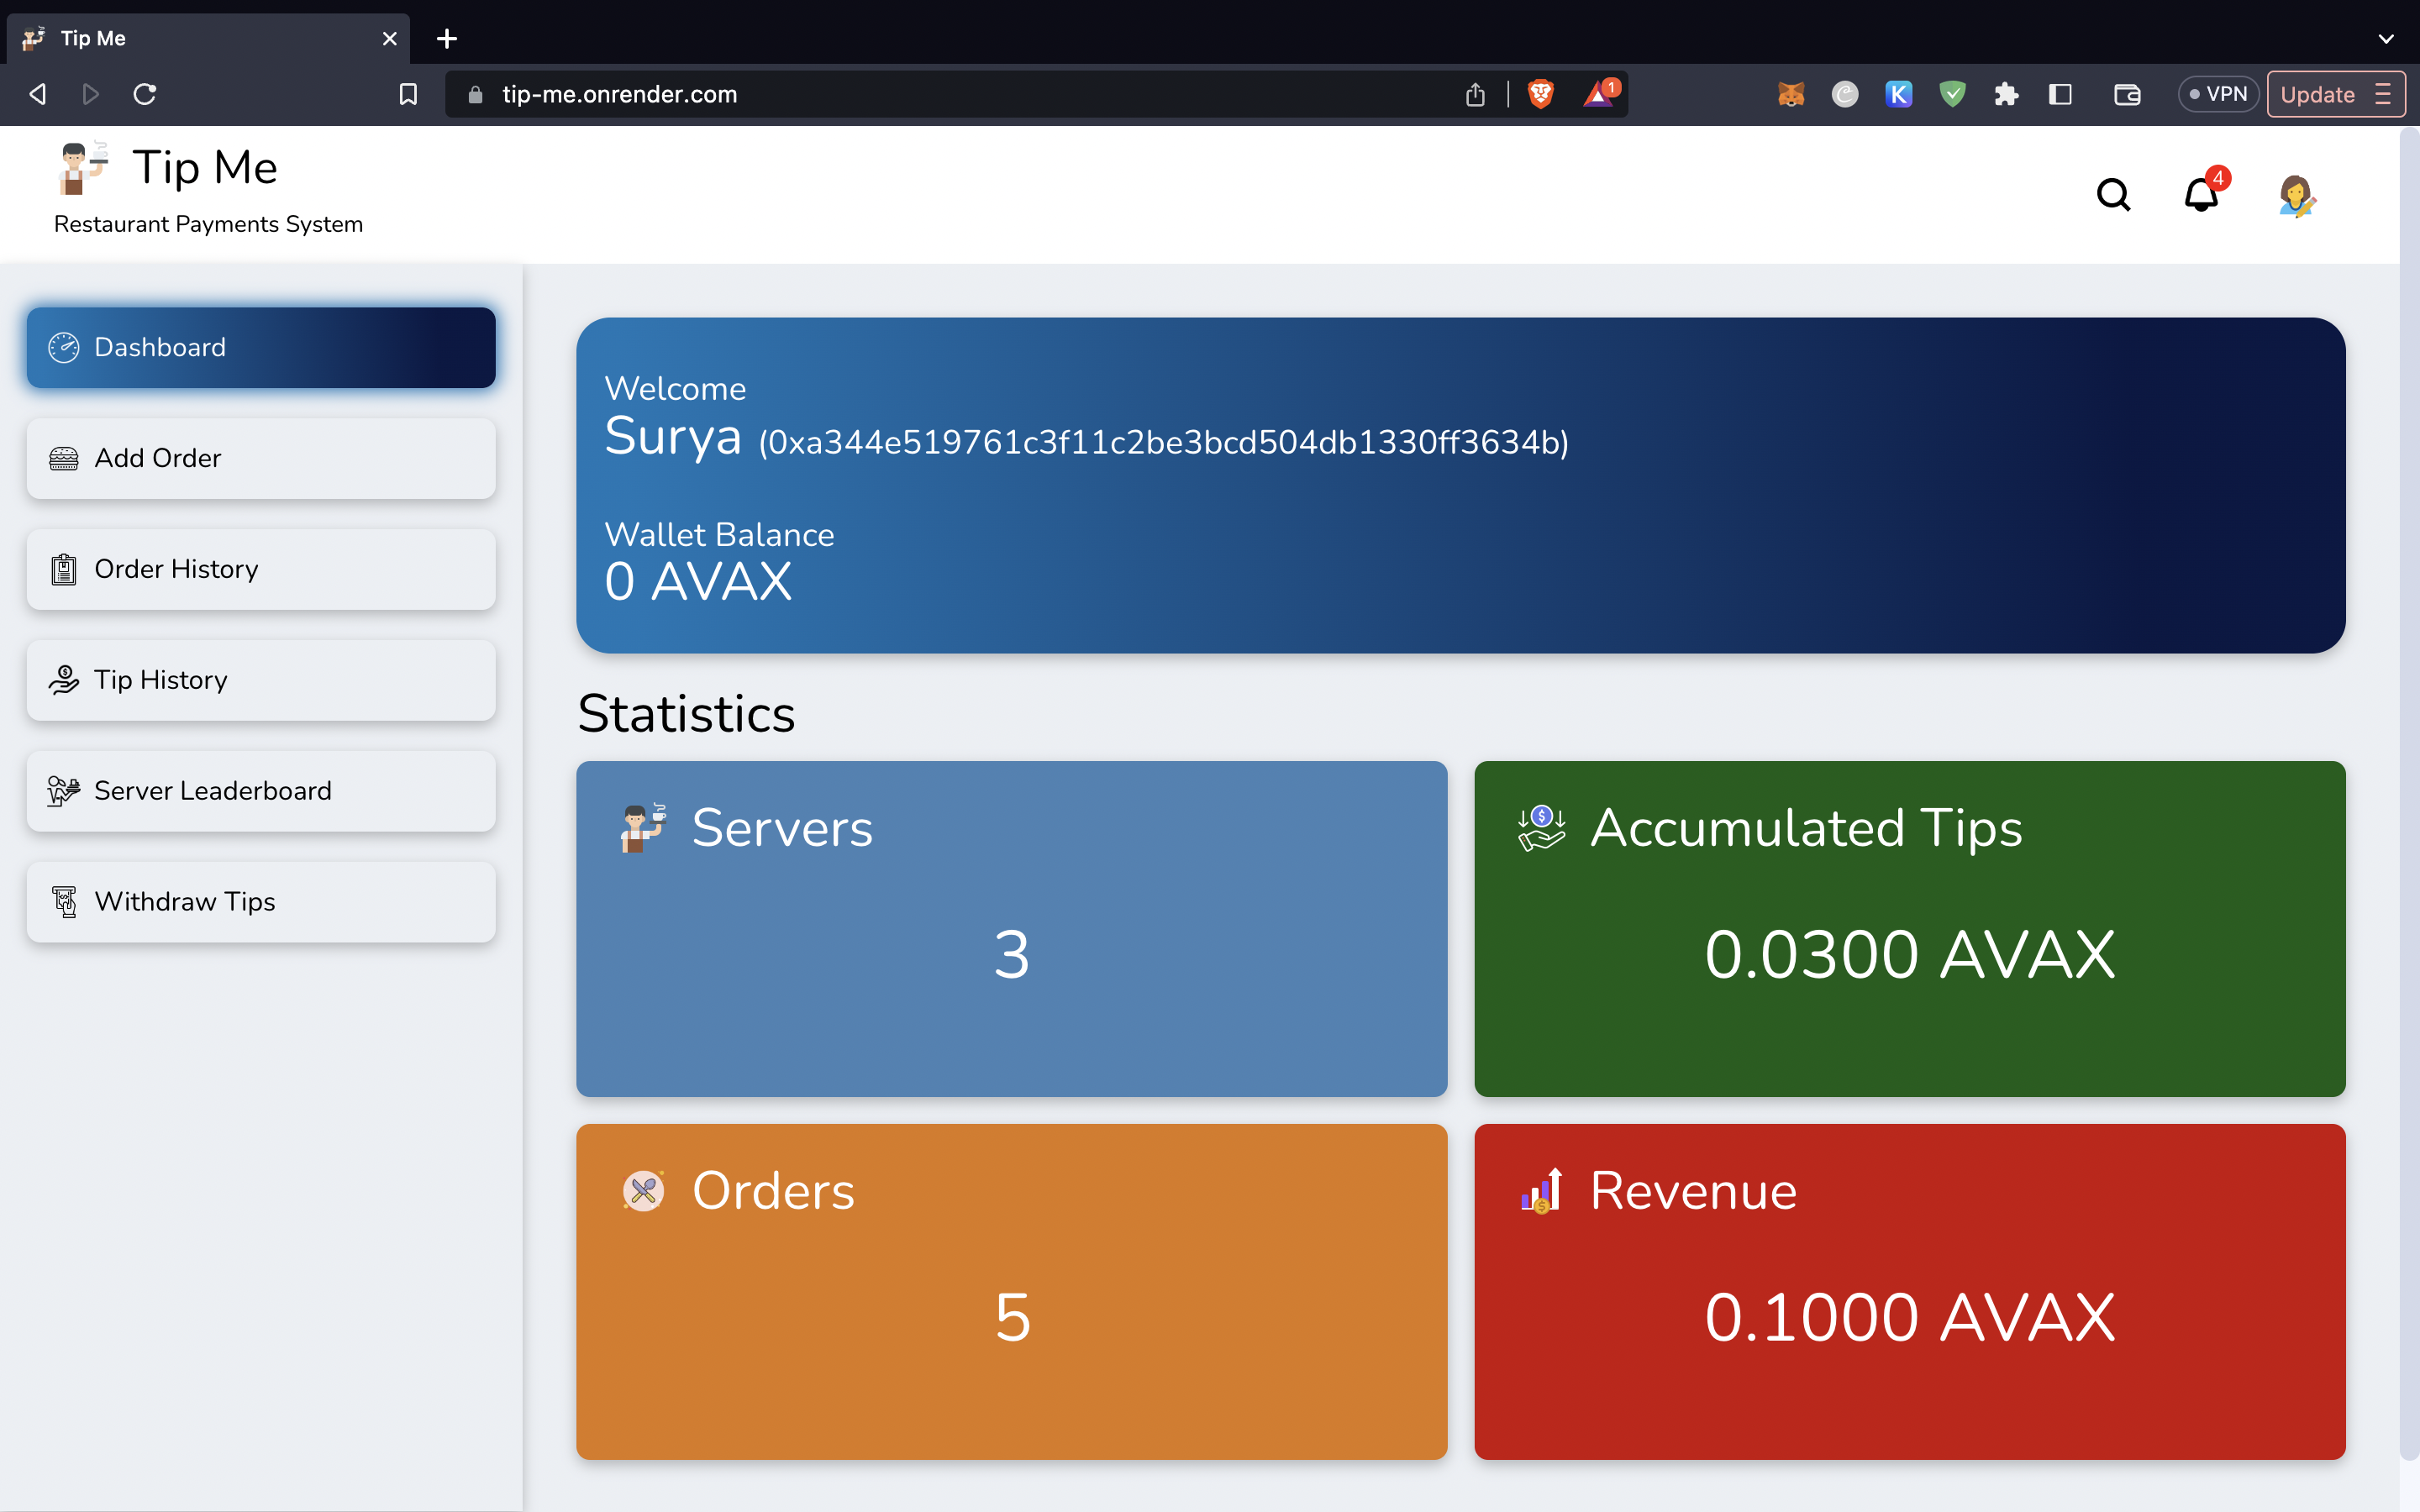 Tip Me
tip-me.onrender.com
1
VPN
Update
Tip Me
Restaurant Payments System
4
Dashboard
Add Order
Order History
Tip History
Server Leaderboard
Withdraw Tips
Welcome
Surya (0xa344e519761c3f11c2be3bcd504db1330ff3634b)
Wallet Balance
0 AVAX
Statistics
Servers
3
Accumulated Tips
0.0300 AVAX
Orders
5
Revenue
0.1000 AVAX